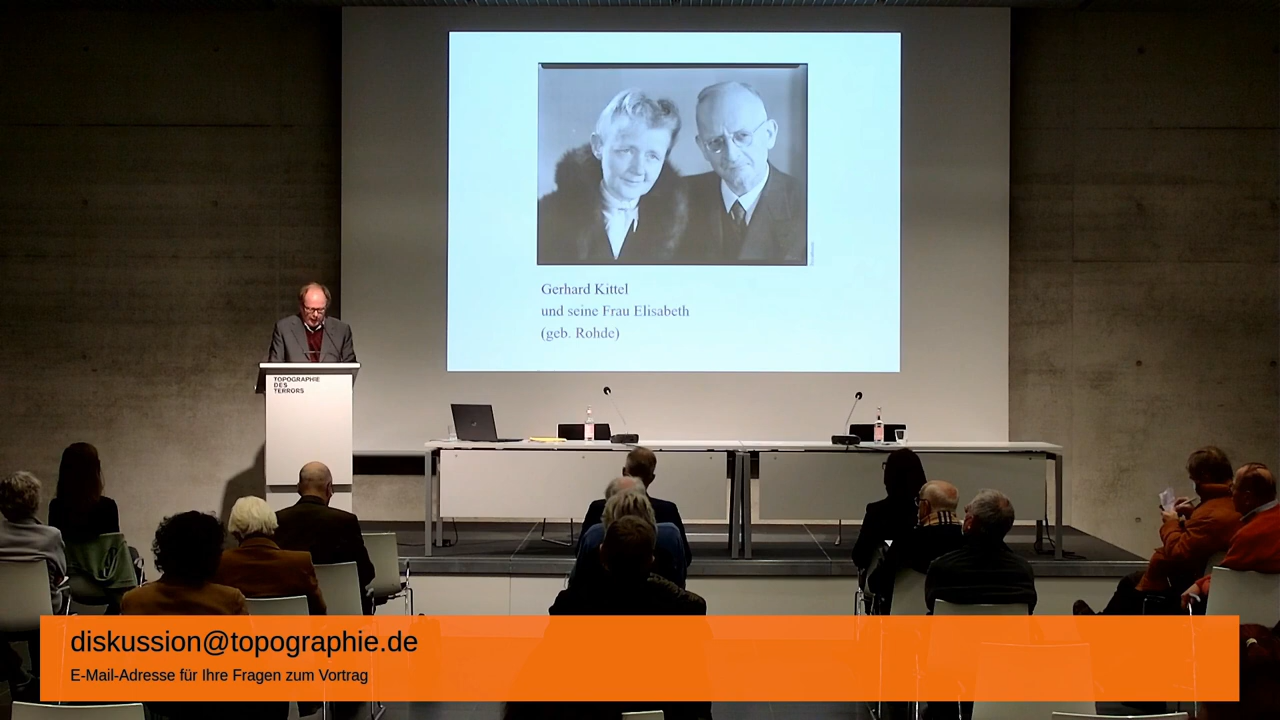 Gerhard Kittel
und seine Frau Elisabeth
(geb. Rohde)
TOPOGRAPHIE
DES
TERRORS
diskussion@topographie.de
E-Mail-Adresse für Ihre Fragen zum Vortrag